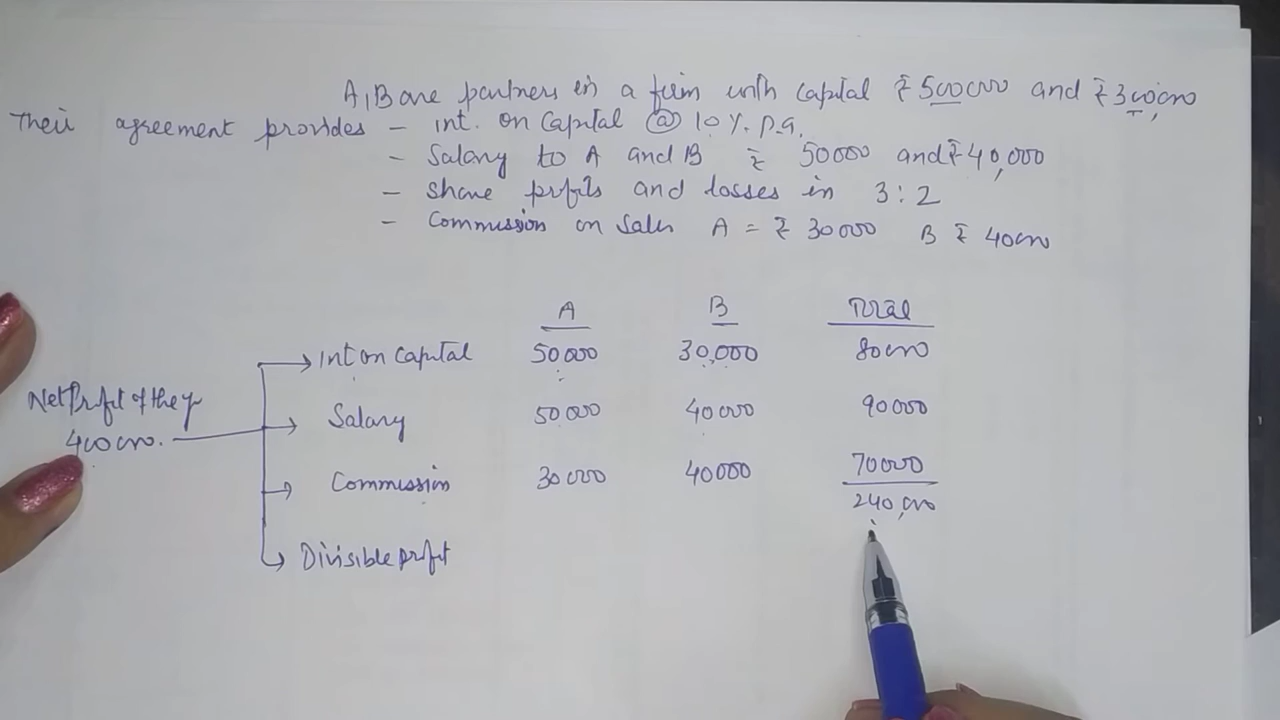 A, B are partners in a firm with capital ₹ 500000 and ₹ 300,000
Their agreement provides - int. on capital @ 10 %. p.a.
- Salary to A and B ₹ 50000 and ₹ 40,000
- Share profits and losses in 3 : 2
- Commission on Sales A = ₹ 30000 B ₹ 40000
A B Total
Int on Capital 50000 30,000 80000
Net Profit of the yr
400000.
Salary 50000 40000 90000
Commission 30000 40000 70000
240,000
Divisible profit